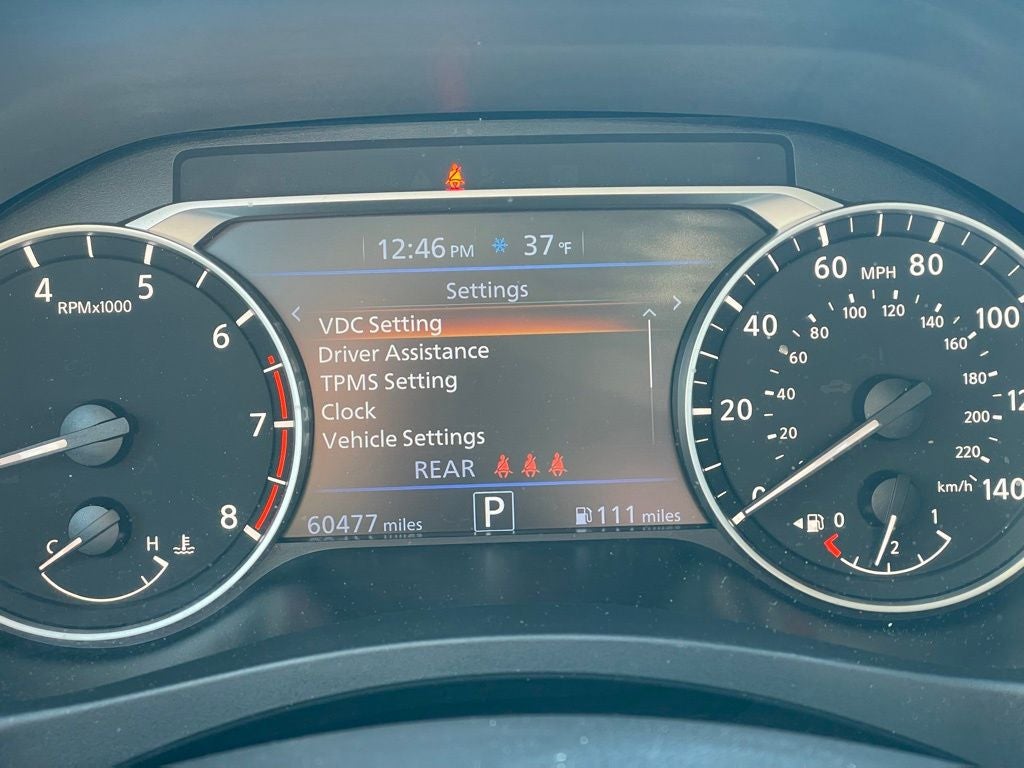 12:46 PM 37 °F
Settings
VDC Setting
Driver Assistance
TPMS Setting
Clock
Vehicle Settings
REAR
60477 miles
P
111 miles
4
5
6
7
8
RPMx1000
C
H
0
20
40
60
80
100
140
MPH
20
40
60
80
100
120
140
160
180
200
220
km/h
0
1
2